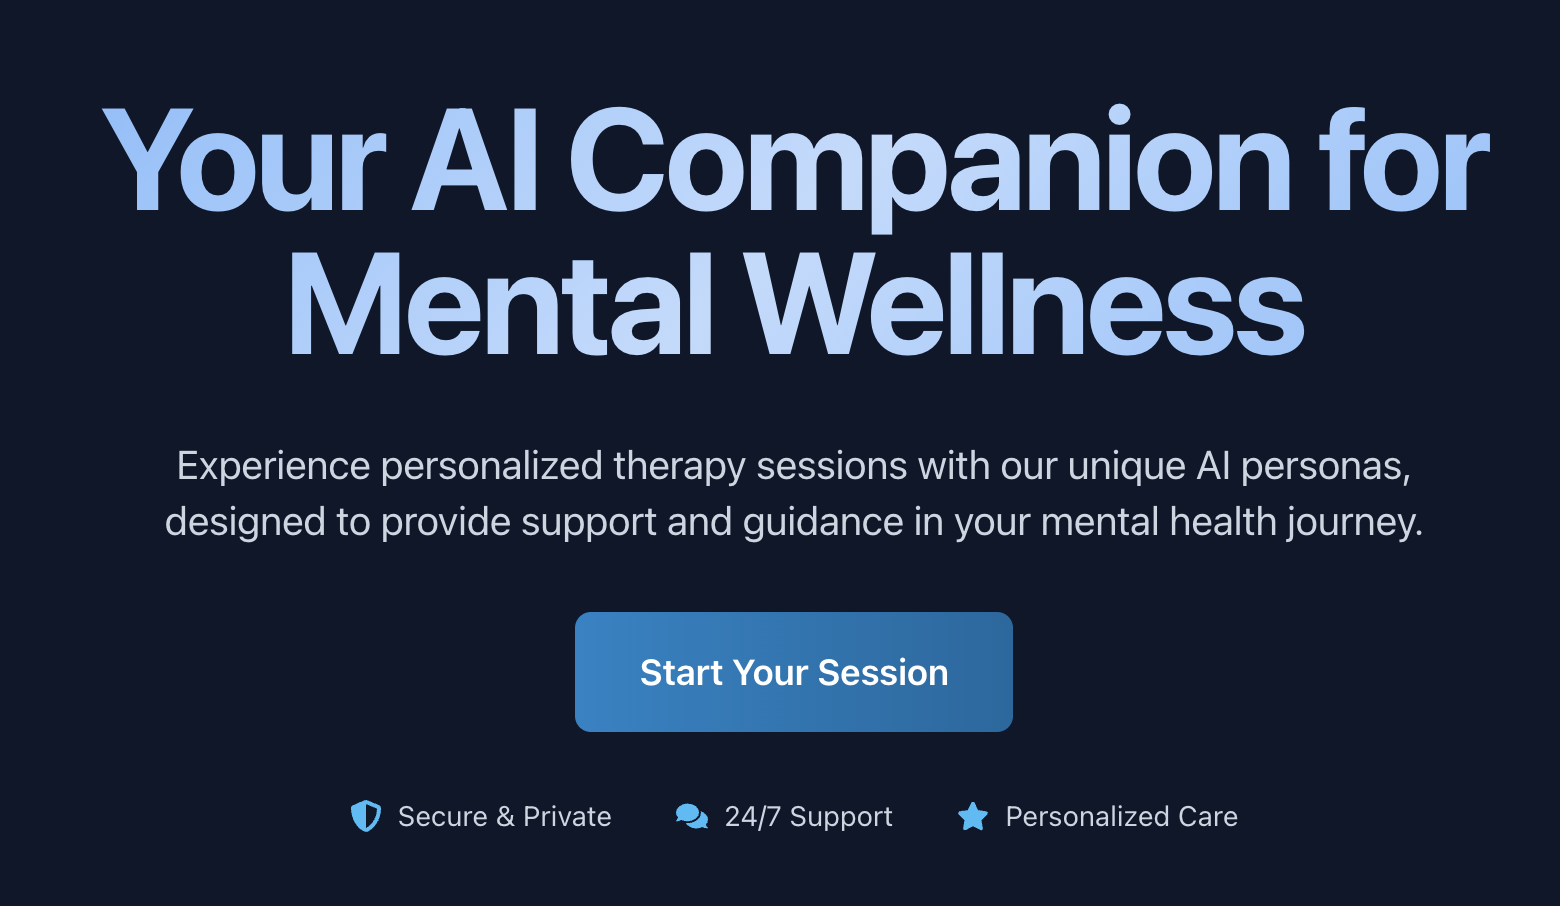 Your AI Companion for
Mental Wellness
Experience personalized therapy sessions with our unique AI personas,
designed to provide support and guidance in your mental health journey.
Start Your Session
Secure & Private
24/7 Support
Personalized Care